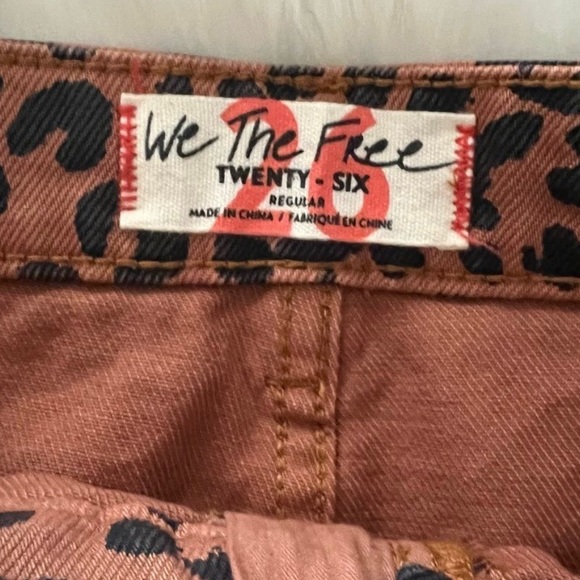 We The Free
26
TWENTY - SIX
REGULAR
MADE IN CHINA / FABRIQUÉ EN CHINE